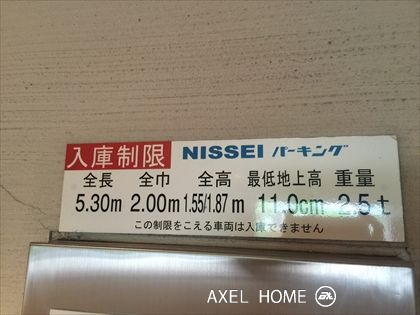 入庫制限 NISSEI パーキング
全長 全巾 全高 最低地上高 重量
5.30m 2.00m 1.55/1.87m 11.0cm 2.5t
この制限をこえる車両は入庫できません
AXEL HOME